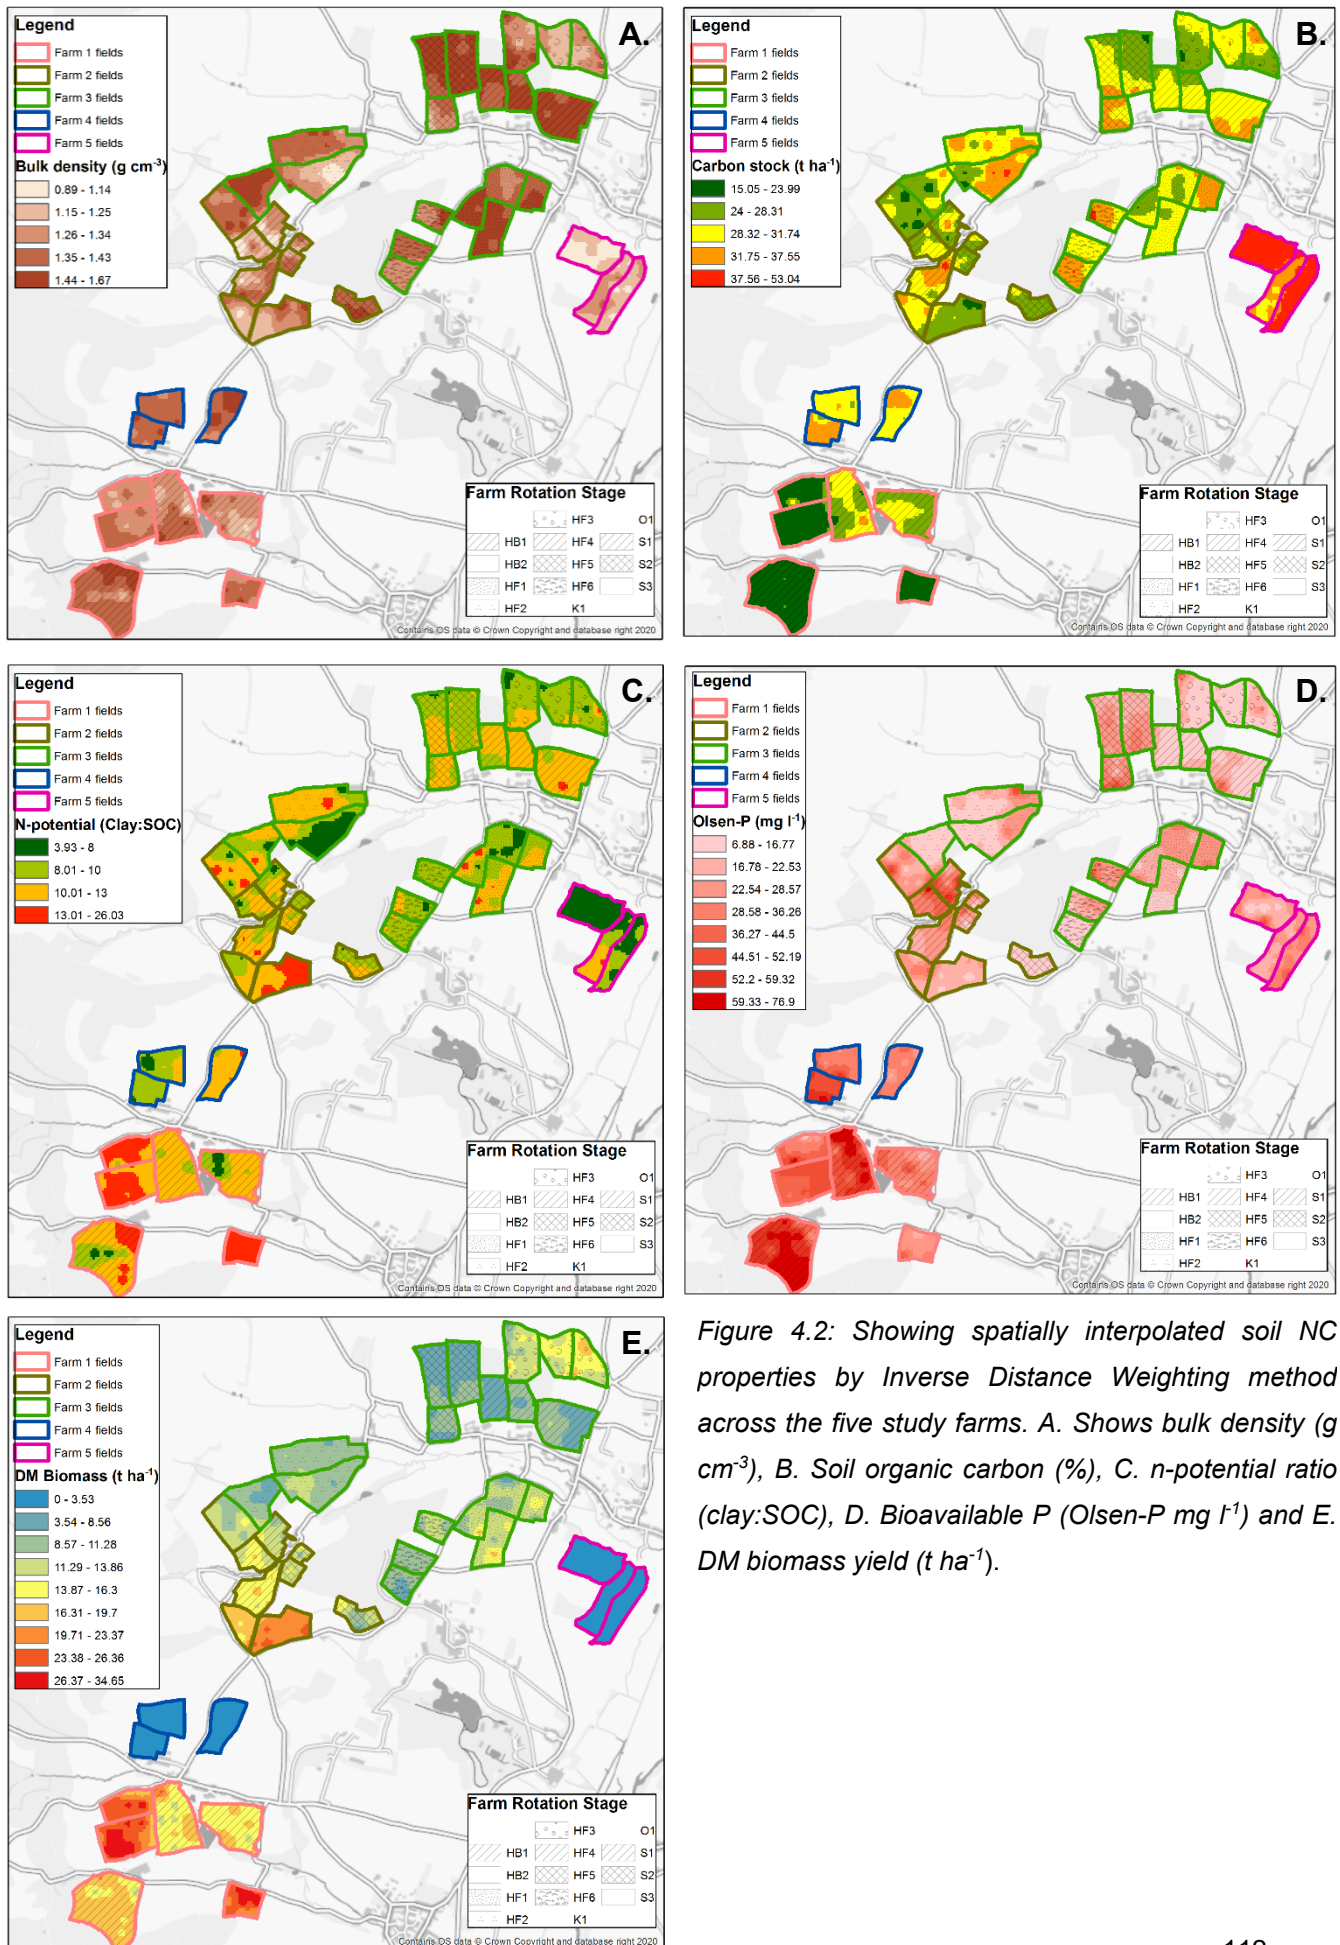 Legend
A.
Farm 1 fields
Farm 2 fields
Farm 3 fields
Farm 4 fields
Farm 5 fields
Bulk density (g cm-3)
0.89 - 1.14
1.15 - 1.25
1.26 - 1.34
1.35 - 1.43
1.44 - 1.67
Farm Rotation Stage
HF3 O1
HB1 HF4 S1
HB2 HF5 S2
HF1 HF6 S3
HF2 K1
Contains OS data © Crown Copyright and database right 2020
Legend
B.
Farm 1 fields
Farm 2 fields
Farm 3 fields
Farm 4 fields
Farm 5 fields
Carbon stock (t ha-1)
15.05 - 23.99
24 - 28.31
28.32 - 31.74
31.75 - 37.55
37.56 - 53.04
Farm Rotation Stage
HF3 O1
HB1 HF4 S1
HB2 HF5 S2
HF1 HF6 S3
HF2 K1
Contains OS data © Crown Copyright and database right 2020
Legend
C.
Farm 1 fields
Farm 2 fields
Farm 3 fields
Farm 4 fields
Farm 5 fields
N-potential (Clay:SOC)
3.93 - 8
8.01 - 10
10.01 - 13
13.01 - 26.03
Farm Rotation Stage
HF3 O1
HB1 HF4 S1
HB2 HF5 S2
HF1 HF6 S3
HF2 K1
Contains OS data © Crown Copyright and database right 2020
Legend
D.
Farm 1 fields
Farm 2 fields
Farm 3 fields
Farm 4 fields
Farm 5 fields
Olsen-P (mg l-1)
6.88 - 16.77
16.78 - 22.53
22.54 - 28.57
28.58 - 36.26
36.27 - 44.5
44.51 - 52.19
52.2 - 59.32
59.33 - 76.9
Farm Rotation Stage
HF3 O1
HB1 HF4 S1
HB2 HF5 S2
HF1 HF6 S3
HF2 K1
Contains OS data © Crown Copyright and database right 2020
Legend
E.
Farm 1 fields
Farm 2 fields
Farm 3 fields
Farm 4 fields
Farm 5 fields
DM Biomass (t ha-1)
0 - 3.53
3.54 - 8.56
8.57 - 11.28
11.29 - 13.86
13.87 - 16.3
16.31 - 19.7
19.71 - 23.37
23.38 - 26.36
26.37 - 34.65
Farm Rotation Stage
HF3 O1
HB1 HF4 S1
HB2 HF5 S2
HF1 HF6 S3
HF2 K1
Contains OS data © Crown Copyright and database right 2020
Figure 4.2: Showing spatially interpolated soil NC
properties by Inverse Distance Weighting method
across the five study farms. A. Shows bulk density (g
cm-3), B. Soil organic carbon (%), C. n-potential ratio
(clay:SOC), D. Bioavailable P (Olsen-P mg l-1) and E.
DM biomass yield (t ha-1).